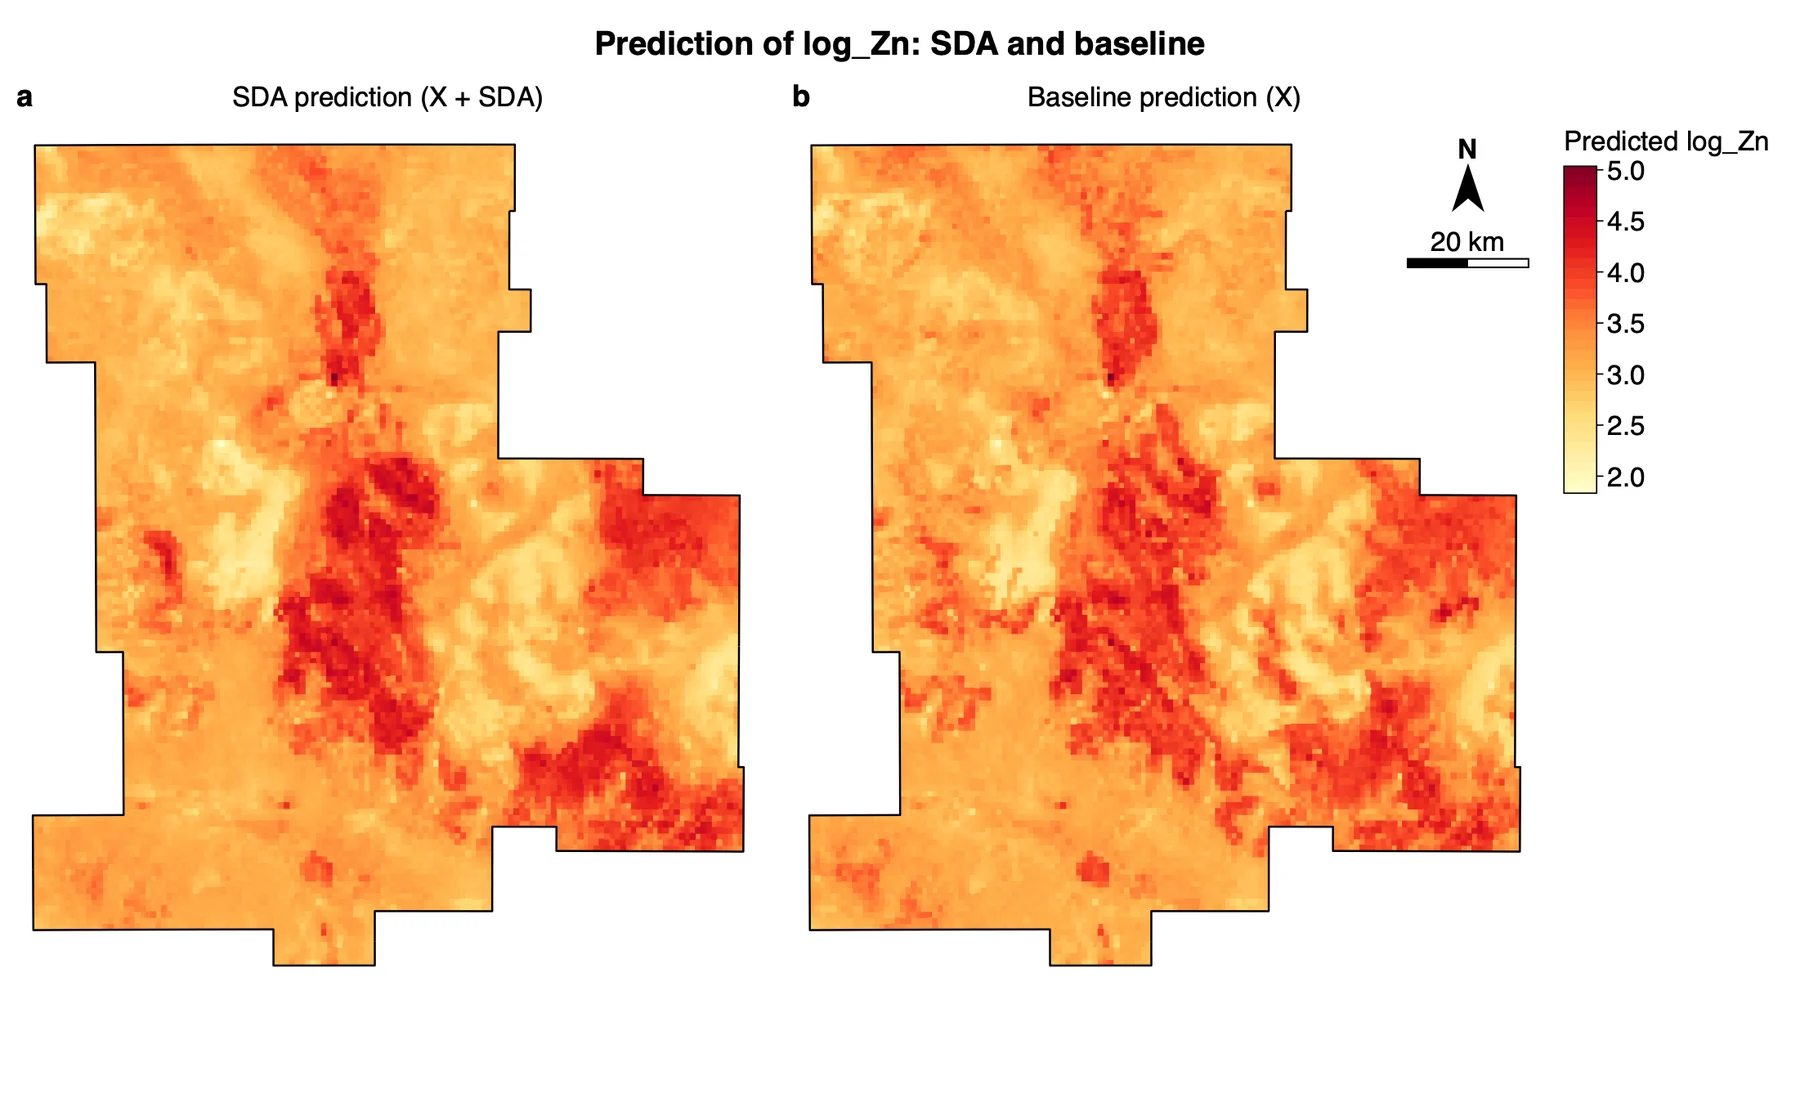 Prediction of log_Zn: SDA and baseline
a
SDA prediction (X + SDA)
b
Baseline prediction (X)
N
20 km
Predicted log_Zn
5.0
4.5
4.0
3.5
3.0
2.5
2.0